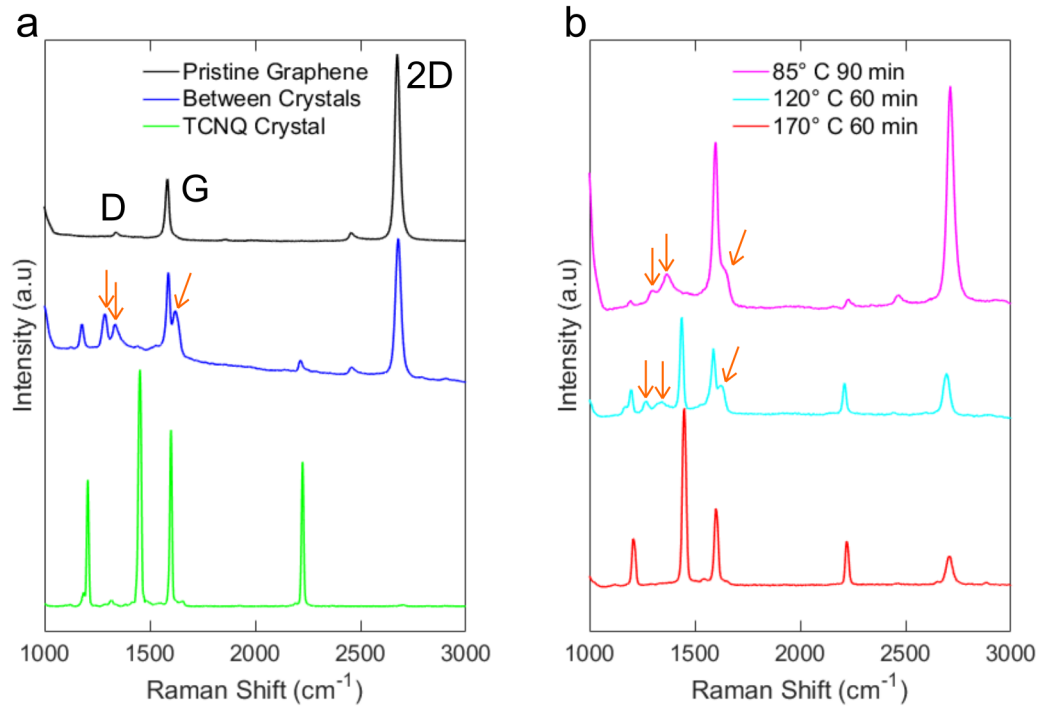 a
Pristine Graphene
Between Crystals
TCNQ Crystal
2D
D
G
Intensity (a.u)
1000 1500 2000 2500 3000
Raman Shift (cm-1)
b
85° C 90 min
120° C 60 min
170° C 60 min
Intensity (a.u)
1000 1500 2000 2500 3000
Raman Shift (cm-1)